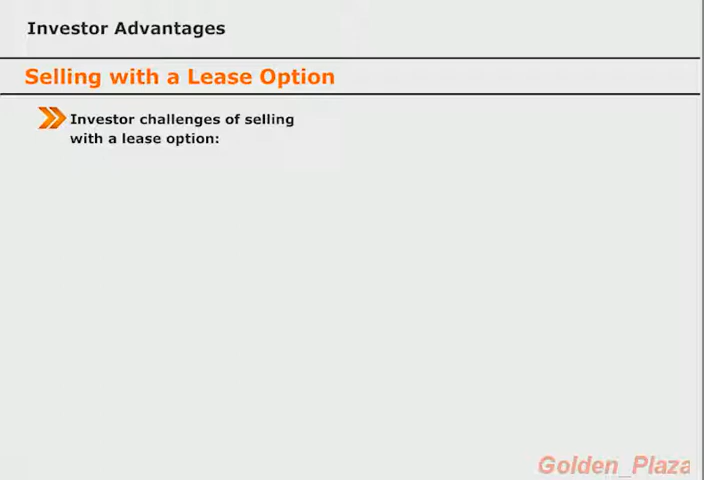 Investor Advantages
Selling with a Lease Option
Investor challenges of selling
with a lease option:
Golden_Plaza